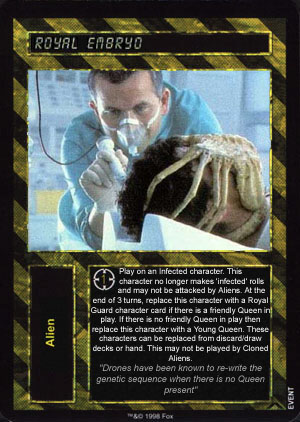 ROYAL EMBRYO
Play on an Infected character. This
character no longer makes 'infected' rolls
and may not be attacked by Aliens. At the
end of 3 turns, replace this character with a Royal
Guard character card if there is a friendly Queen in
play. If there is no friendly Queen in play then
replace this character with a Young Queen. These
characters can be replaced from discard/draw
decks or hand. This may not be played by Cloned
Aliens.
"Drones have been known to re-write the
genetic sequence when there is no Queen
present"
Alien
EVENT
™&© 1998 Fox